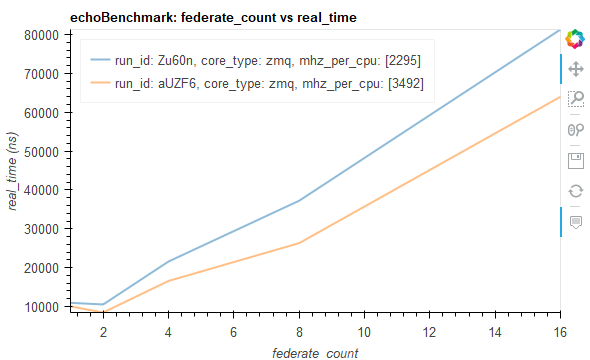 echoBenchmark: federate_count vs real_time
80000
70000
60000
50000
40000
30000
20000
10000
real_time (ns)
run_id: Zu60n, core_type: zmq, mhz_per_cpu: [2295]
run_id: aUZF6, core_type: zmq, mhz_per_cpu: [3492]
2 4 6 8 10 12 14 16
federate_count